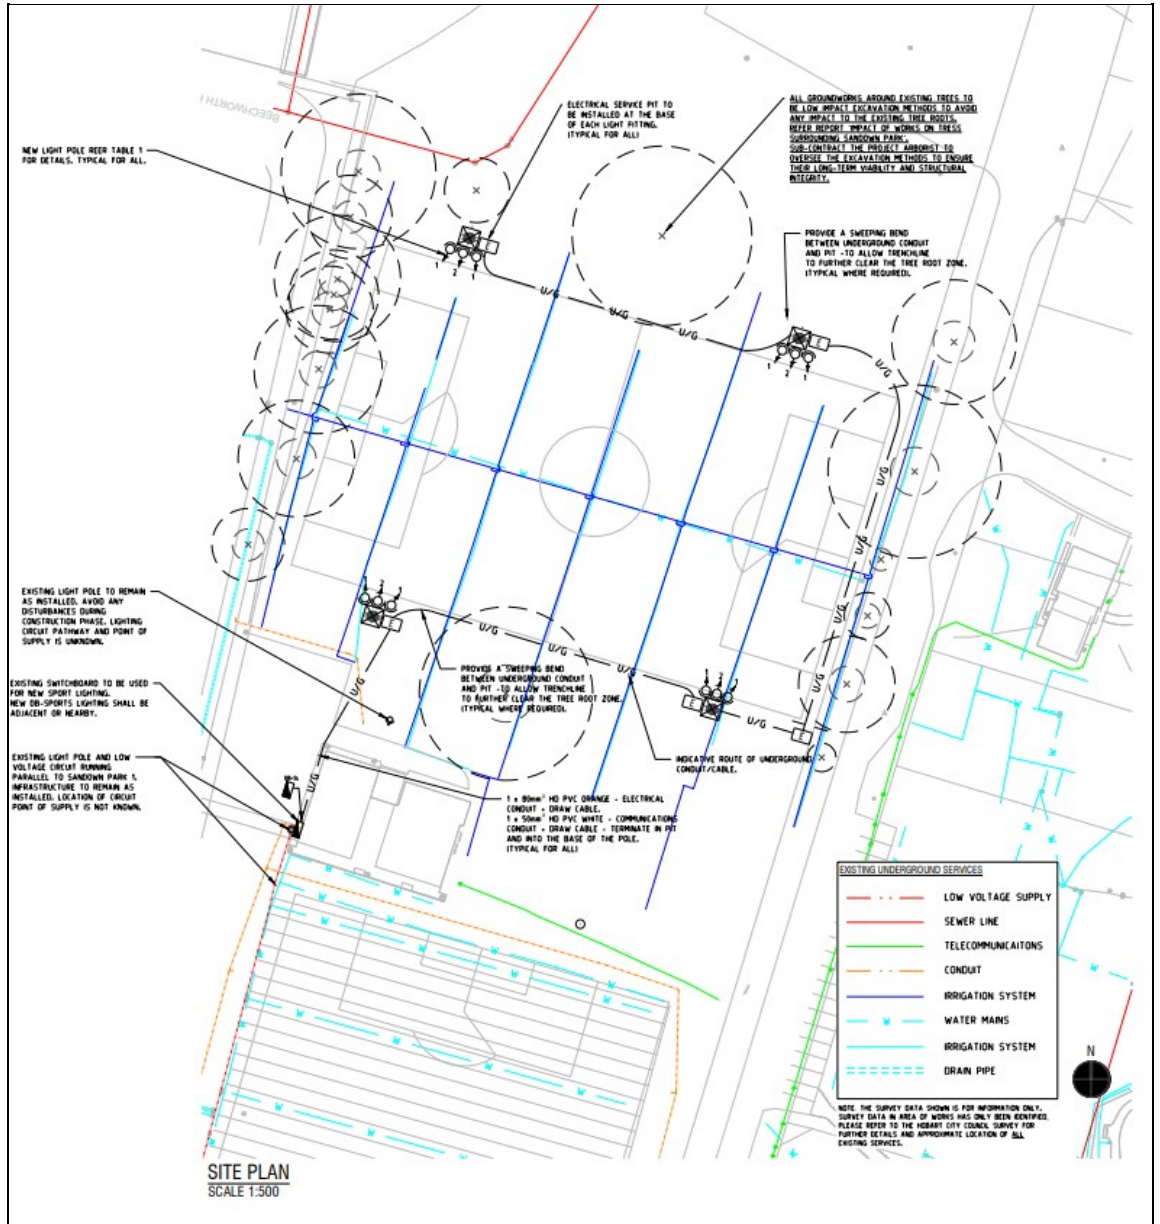 BEECHWORTH
ELECTRICAL SERVICE PIT TO
BE INSTALLED AT THE BASE
OF EACH LIGHT FITTING.
(TYPICAL FOR ALL)
ALL GROUNDWORKS AROUND EXISTING TREES TO
BE LOW IMPACT EXCAVATION METHODS TO AVOID
ANY IMPACT TO THE EXISTING TREE ROOTS.
REFER REPORT 'IMPACT OF WORKS ON TRESS
SURROUNDING SANDOWN PARK'.
SUB-CONTRACT THE PROJECT ARBORIST TO
OVERSEE THE EXCAVATION METHODS TO ENSURE
THEIR LONG-TERM VIABILITY AND STRUCTURAL
INTEGRITY.
NEW LIGHT POLE REER TABLE 1
FOR DETAILS, TYPICAL FOR ALL.
PROVIDE A SWEEPING BEND
BETWEEN UNDERGROUND CONDUIT
AND PIT -TO ALLOW TRENCHLINE
TO FURTHER CLEAR THE TREE ROOT ZONE.
(TYPICAL WHERE REQUIRED).
1 2 1
U/G
U/G
U/G
E
1 2 1
U/G
U/G
U/G
W
W
W
W
W
1 2 1
EXISTING LIGHT POLE TO REMAIN
AS INSTALLED, AVOID ANY
DISTURBANCES DURING
CONSTRUCTION PHASE. LIGHTING
CIRCUIT PATHWAY AND POINT OF
SUPPLY IS UNKNOWN.
U/G
U/G
U/G
U/G
PROVIDE A SWEEPING BEND
BETWEEN UNDERGROUND CONDUIT
AND PIT -TO ALLOW TRENCHLINE
TO FURTHER CLEAR THE TREE ROOT ZONE.
(TYPICAL WHERE REQUIRED).
1 2 1
E
U/G
U/G
E
EXISTING SWITCHBOARD TO BE USED
FOR NEW SPORT LIGHTING.
NEW DB-SPORTS LIGHTING SHALL BE
ADJACENT OR NEARBY.
EXISTING LIGHT POLE AND LOW
VOLTAGE CIRCUIT RUNNING
PARALLEL TO SANDOWN PARK 1.
INFRASTRUCTURE TO REMAIN AS
INSTALLED. LOCATION OF CIRCUIT
POINT OF SUPPLY IS NOT KNOWN.
U/G
INDICATIVE ROUTE OF UNDERGROUND
CONDUIT/CABLE.
1 x 80mm² HD PVC ORANGE - ELECTRICAL
CONDUIT + DRAW CABLE.
1 x 50mm² HD PVC WHITE - COMMUNICATIONS
CONDUIT + DRAW CABLE - TERMINATE IN PIT
AND INTO THE BASE OF THE POLE.
(TYPICAL FOR ALL)
EXISTING UNDERGROUND SERVICES
LOW VOLTAGE SUPPLY
SEWER LINE
TELECOMMUNICAITONS
CONDUIT
IRRIGATION SYSTEM
W WATER MAINS
IRRIGATION SYSTEM
DRAIN PIPE
N
NOTE: THE SURVEY DATA SHOWN IS FOR INFORMATION ONLY.
SURVEY DATA IN AREA OF WORKS HAS ONLY BEEN IDENTIFIED.
PLEASE REFER TO THE HOBART CITY COUNCIL SURVEY FOR
FURTHER DETAILS AND APPROXIMATE LOCATION OF ALL
EXISTING SERVICES.
SITE PLAN
SCALE 1:500